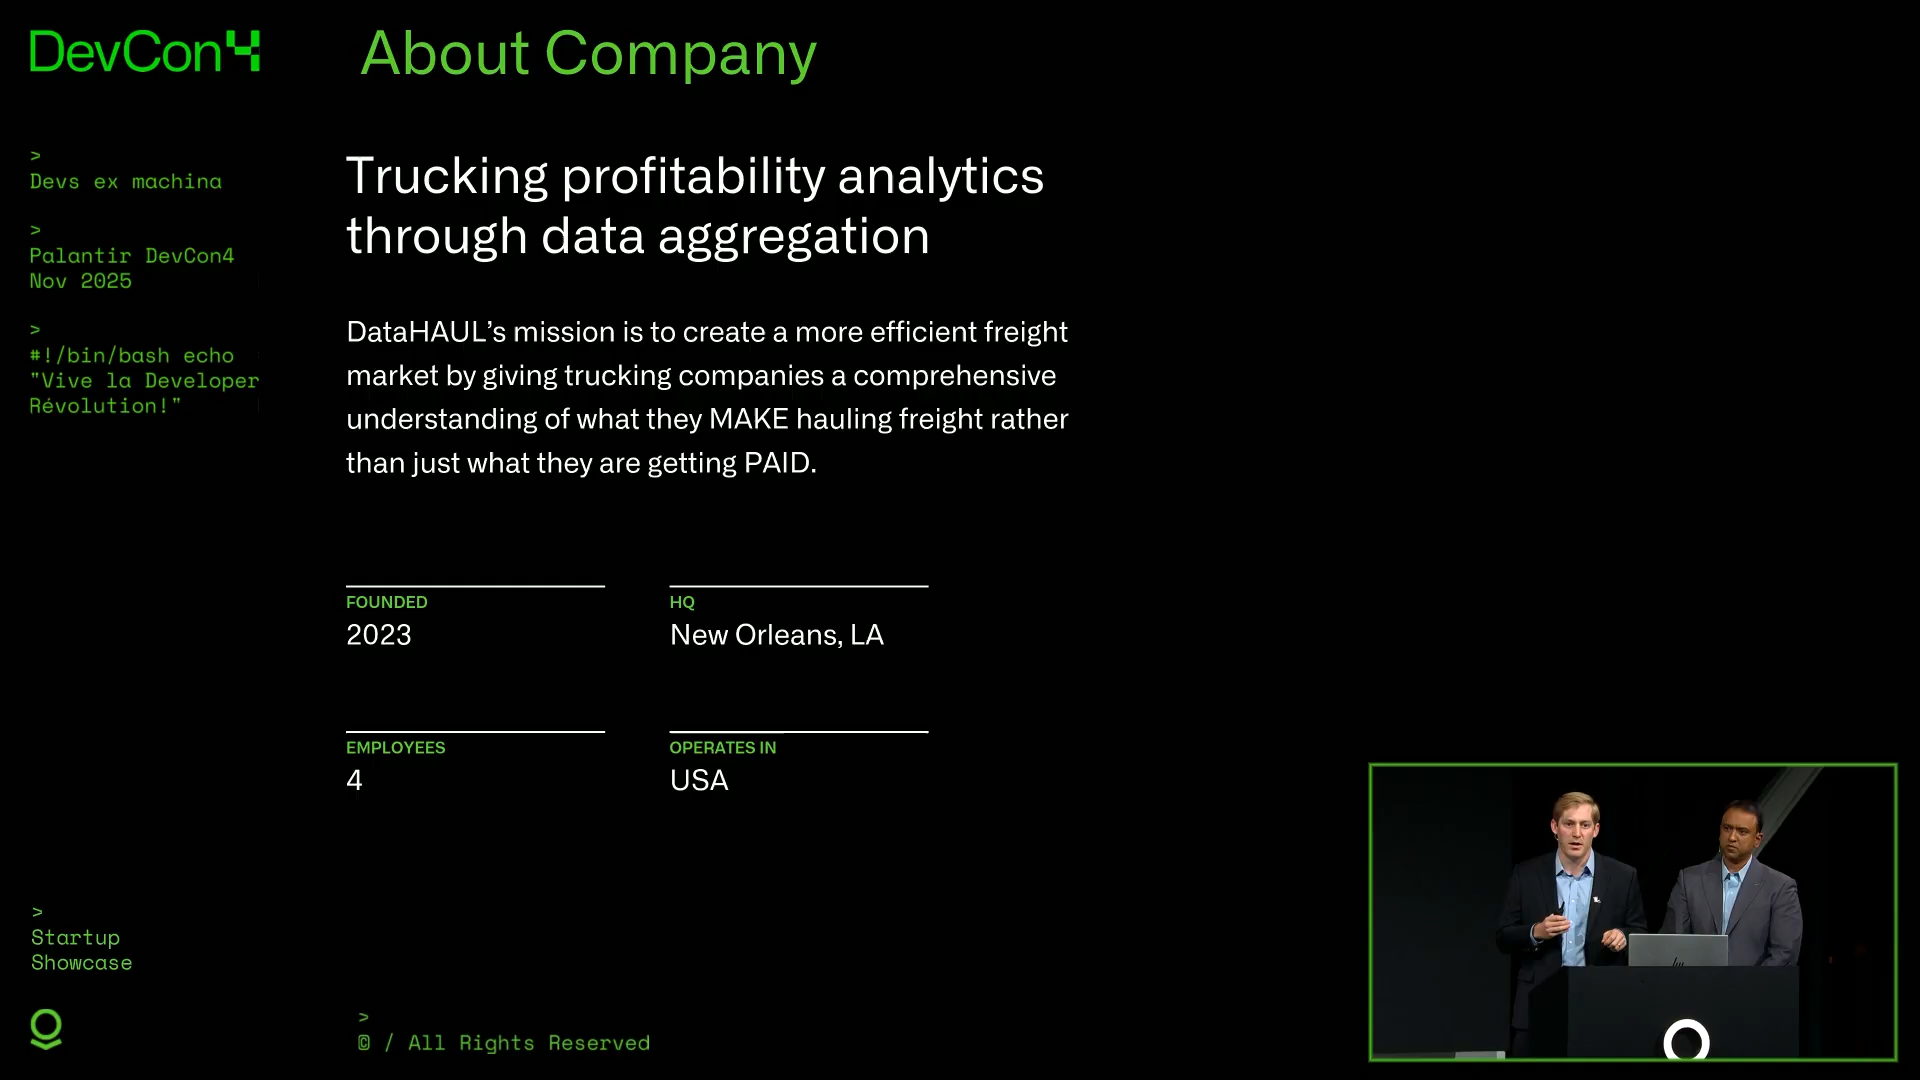 DevCon4
About Company
>
Devs ex machina
>
Palantir DevCon4
Nov 2025
>
#!/bin/bash echo
"Vive la Developer
Révolution!"
Trucking profitability analytics
through data aggregation
DataHAUL’s mission is to create a more efficient freight
market by giving trucking companies a comprehensive
understanding of what they MAKE hauling freight rather
than just what they are getting PAID.
FOUNDED
2023
HQ
New Orleans, LA
EMPLOYEES
4
OPERATES IN
USA
>
Startup
Showcase
>
© / All Rights Reserved
hp